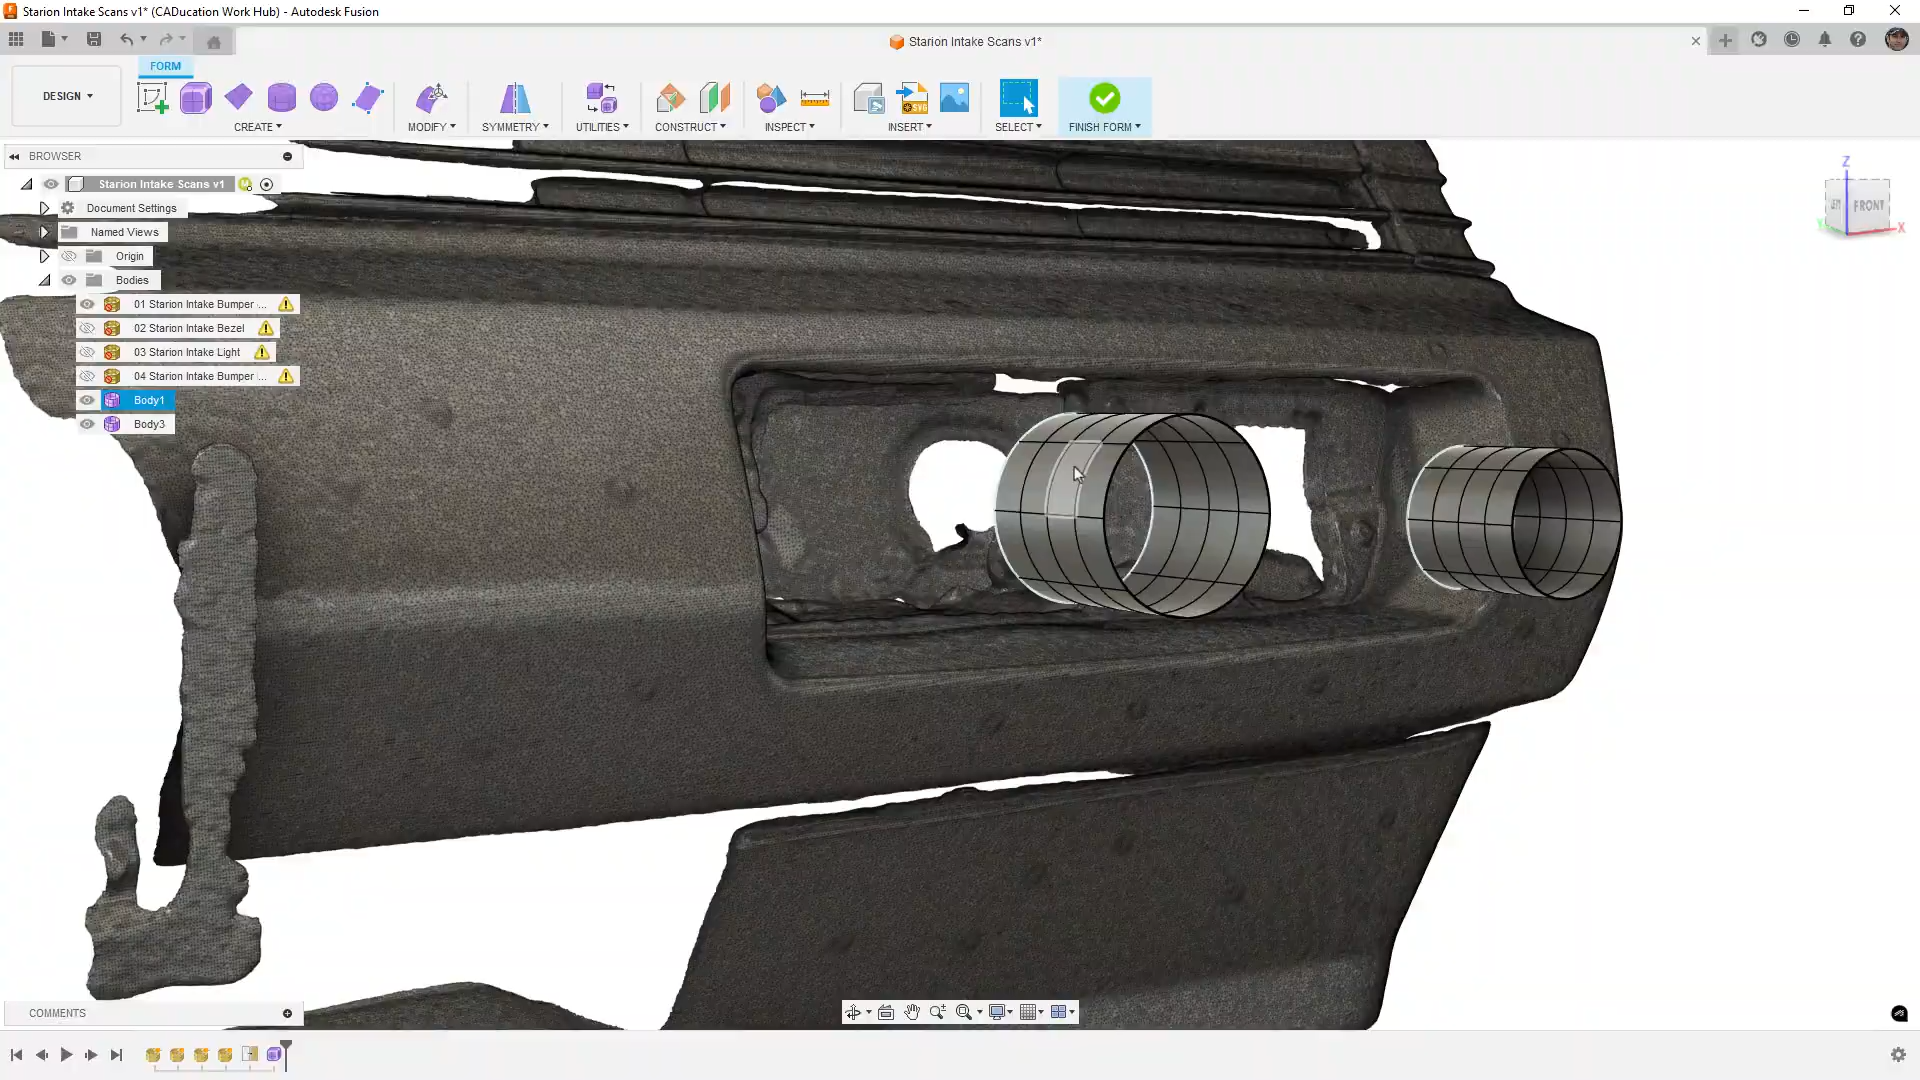 Starion Intake Scans v1* (CADucation Work Hub) - Autodesk Fusion
Starion Intake Scans v1*
FORM
DESIGN
CREATE
MODIFY
SYMMETRY
UTILITIES
CONSTRUCT
INSPECT
INSERT
SELECT
FINISH FORM
BROWSER
Starion Intake Scans v1
Document Settings
Named Views
Origin
Bodies
01 Starion Intake Bumper ...
02 Starion Intake Bezel
03 Starion Intake Light
04 Starion Intake Bumper ...
Body1
Body3
Z
LEFT
FRONT
Y
X
COMMENTS